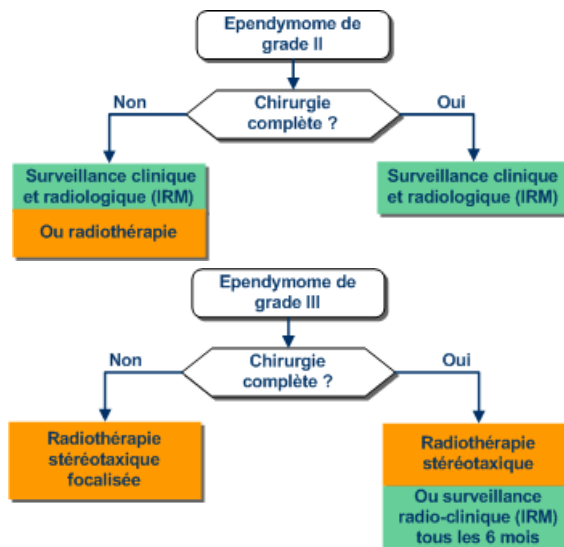 Ependymome de
grade II
Non
Chirurgie
complète ?
Oui
Surveillance clinique
et radiologique (IRM)
Ou radiothérapie
Surveillance clinique
et radiologique (IRM)
Ependymome de
grade III
Non
Chirurgie
complète ?
Oui
Radiothérapie
stéréotaxique
focalisée
Radiothérapie
stéréotaxique
Ou surveillance
radio-clinique (IRM)
tous les 6 mois